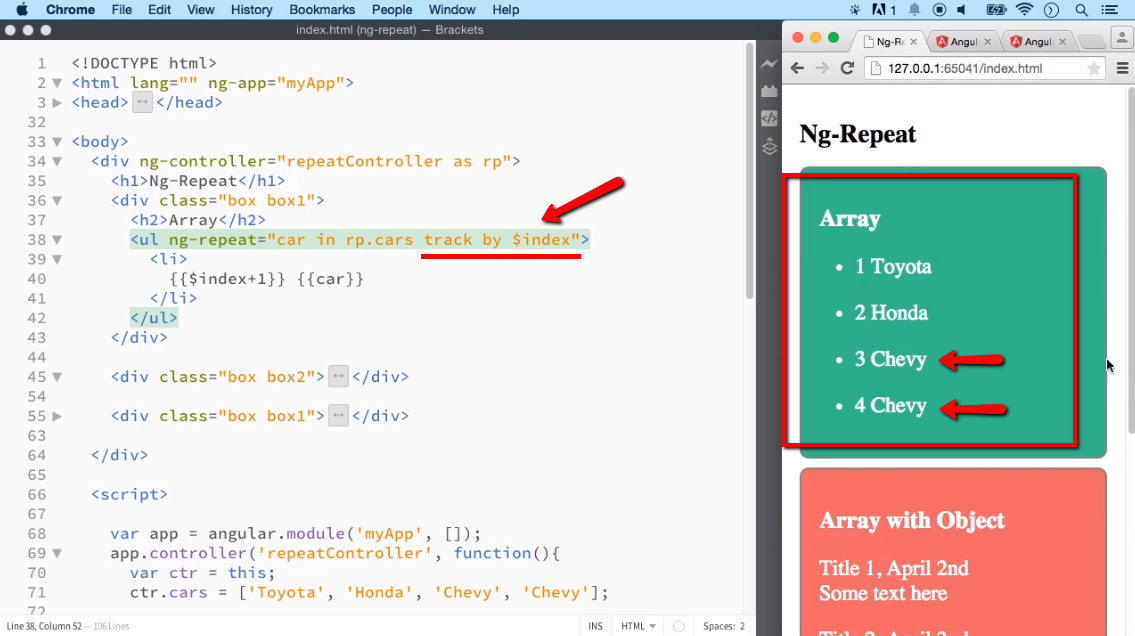 Chrome File Edit View History Bookmarks People Window Help 1
index.html (ng-repeat) — Brackets
1 <!DOCTYPE html>
2 <html lang="" ng-app="myApp">
3 <head></head>
32
33 <body>
34 <div ng-controller="repeatController as rp">
35 <h1>Ng-Repeat</h1>
36 <div class="box box1">
37 <h2>Array</h2>
38 <ul ng-repeat="car in rp.cars track by $index">
39 <li>
40 {{$index+1}} {{car}}
41 </li>
42 </ul>
43 </div>
44
45 <div class="box box2"></div>
54
55 <div class="box box1"></div>
63
64 </div>
65
66 <script>
67
68 var app = angular.module('myApp', []);
69 app.controller('repeatController', function(){
70 var ctr = this;
71 ctr.cars = ['Toyota', 'Honda', 'Chevy', 'Chevy'];
72
Line 38, Column 52 — 106 Lines INS HTML Spaces: 2
Ng-Re Angul Angul
127.0.0.1:65041/index.html
Ng-Repeat
Array
• 1 Toyota
• 2 Honda
• 3 Chevy
• 4 Chevy
Array with Object
Title 1, April 2nd
Some text here